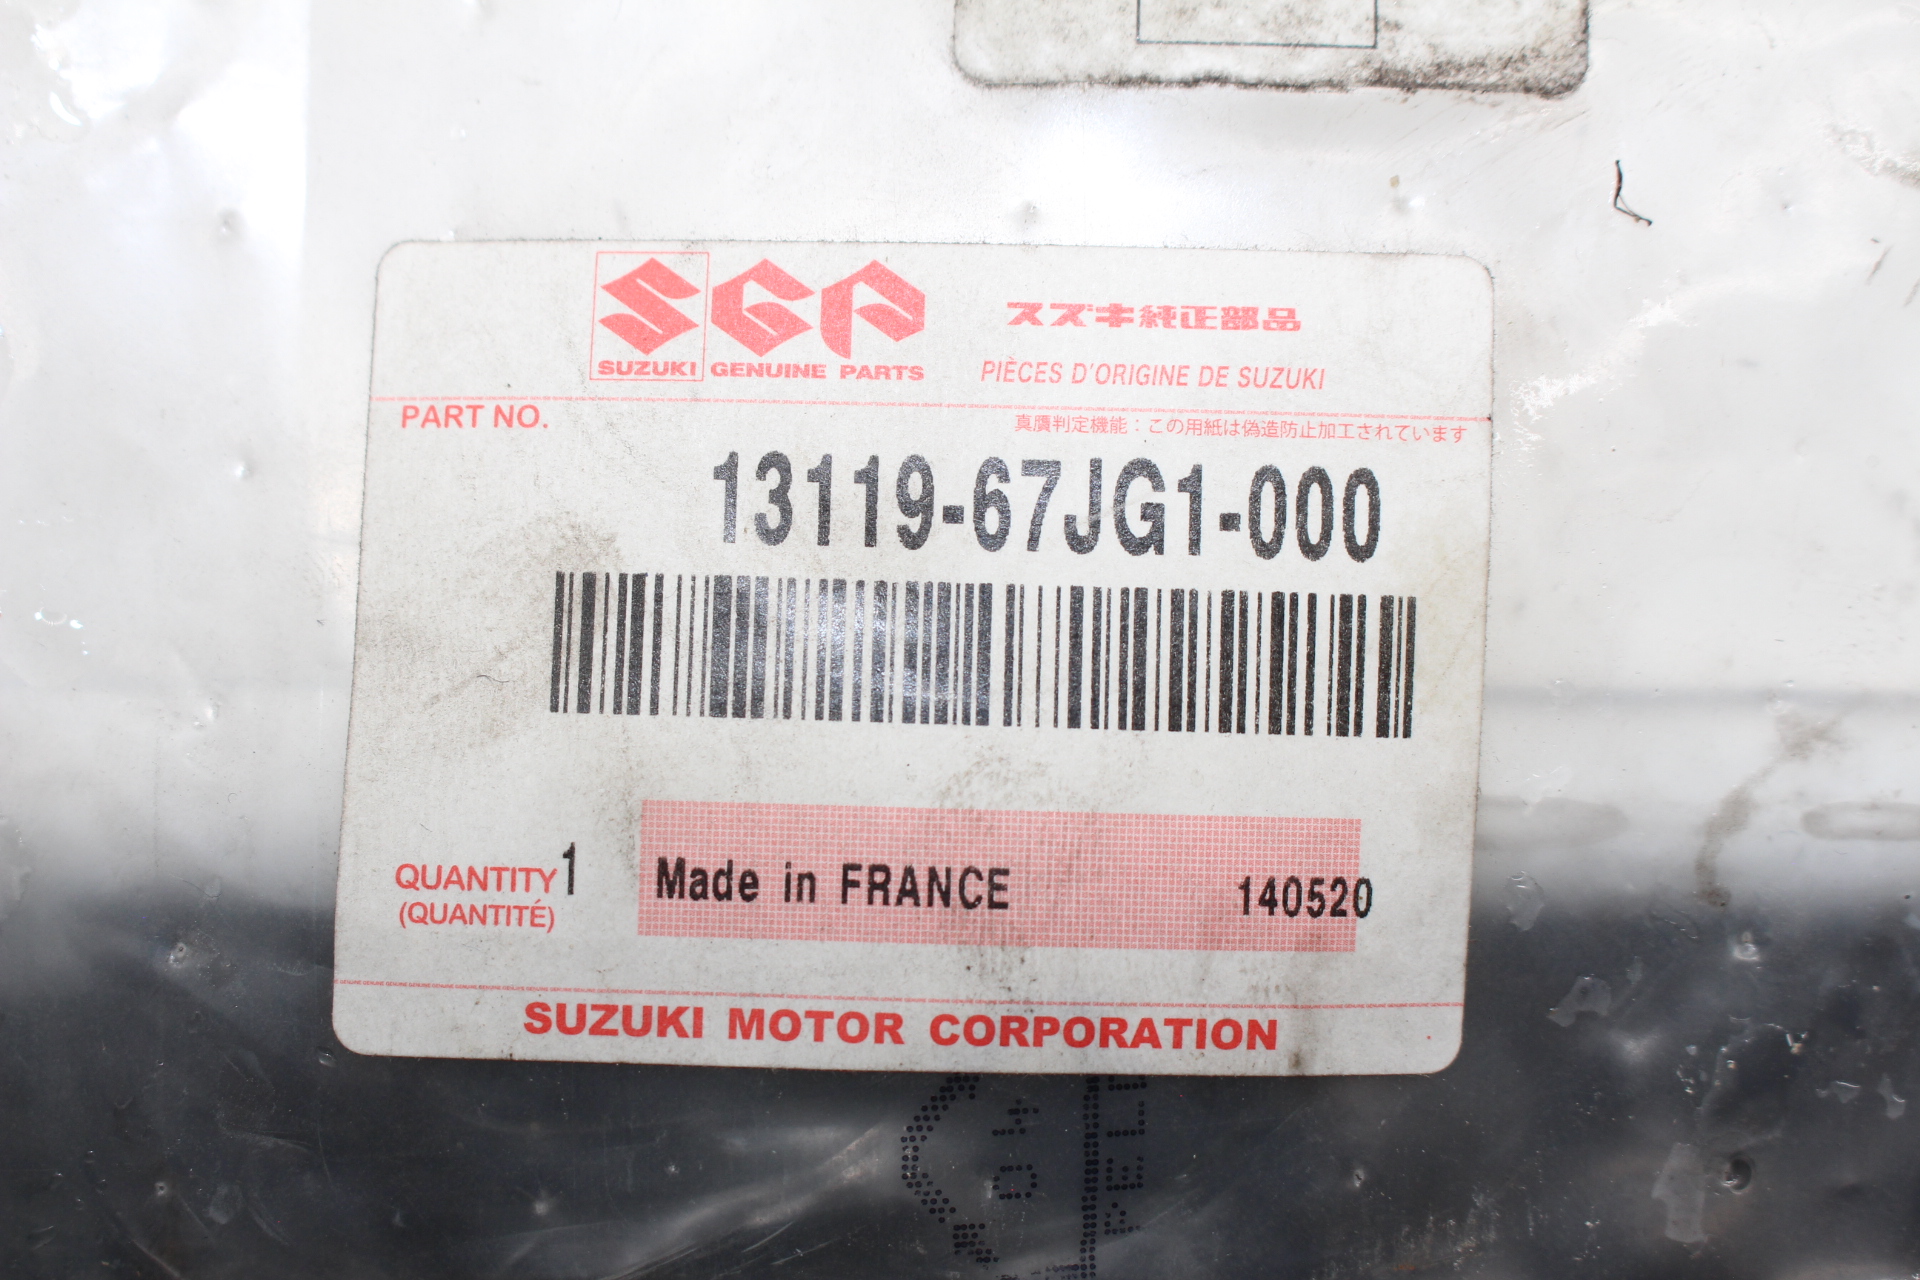 SGP
スズキ純正部品
SUZUKI GENUINE PARTS
PIÈCES D'ORIGINE DE SUZUKI
PART NO.
真贋判定機能：この用紙は偽造防止加工されています
13119-67JG1-000
QUANTITY 1
(QUANTITÉ)
Made in FRANCE
140520
SUZUKI MOTOR CORPORATION